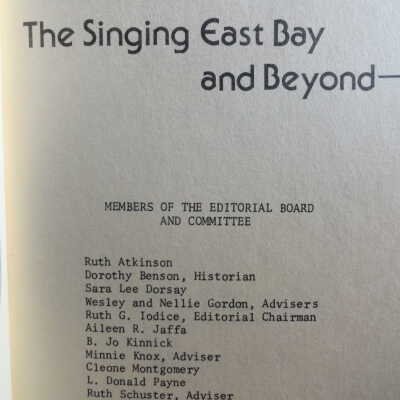 The Singing East Bay
and Beyond—
MEMBERS OF THE EDITORIAL BOARD
AND COMMITTEE
Ruth Atkinson
Dorothy Benson, Historian
Sara Lee Dorsay
Wesley and Nellie Gordon, Advisers
Ruth G. Iodice, Editorial Chairman
Aileen R. Jaffa
B. Jo Kinnick
Minnie Knox, Adviser
Cleone Montgomery
L. Donald Payne
Ruth Schuster, Adviser